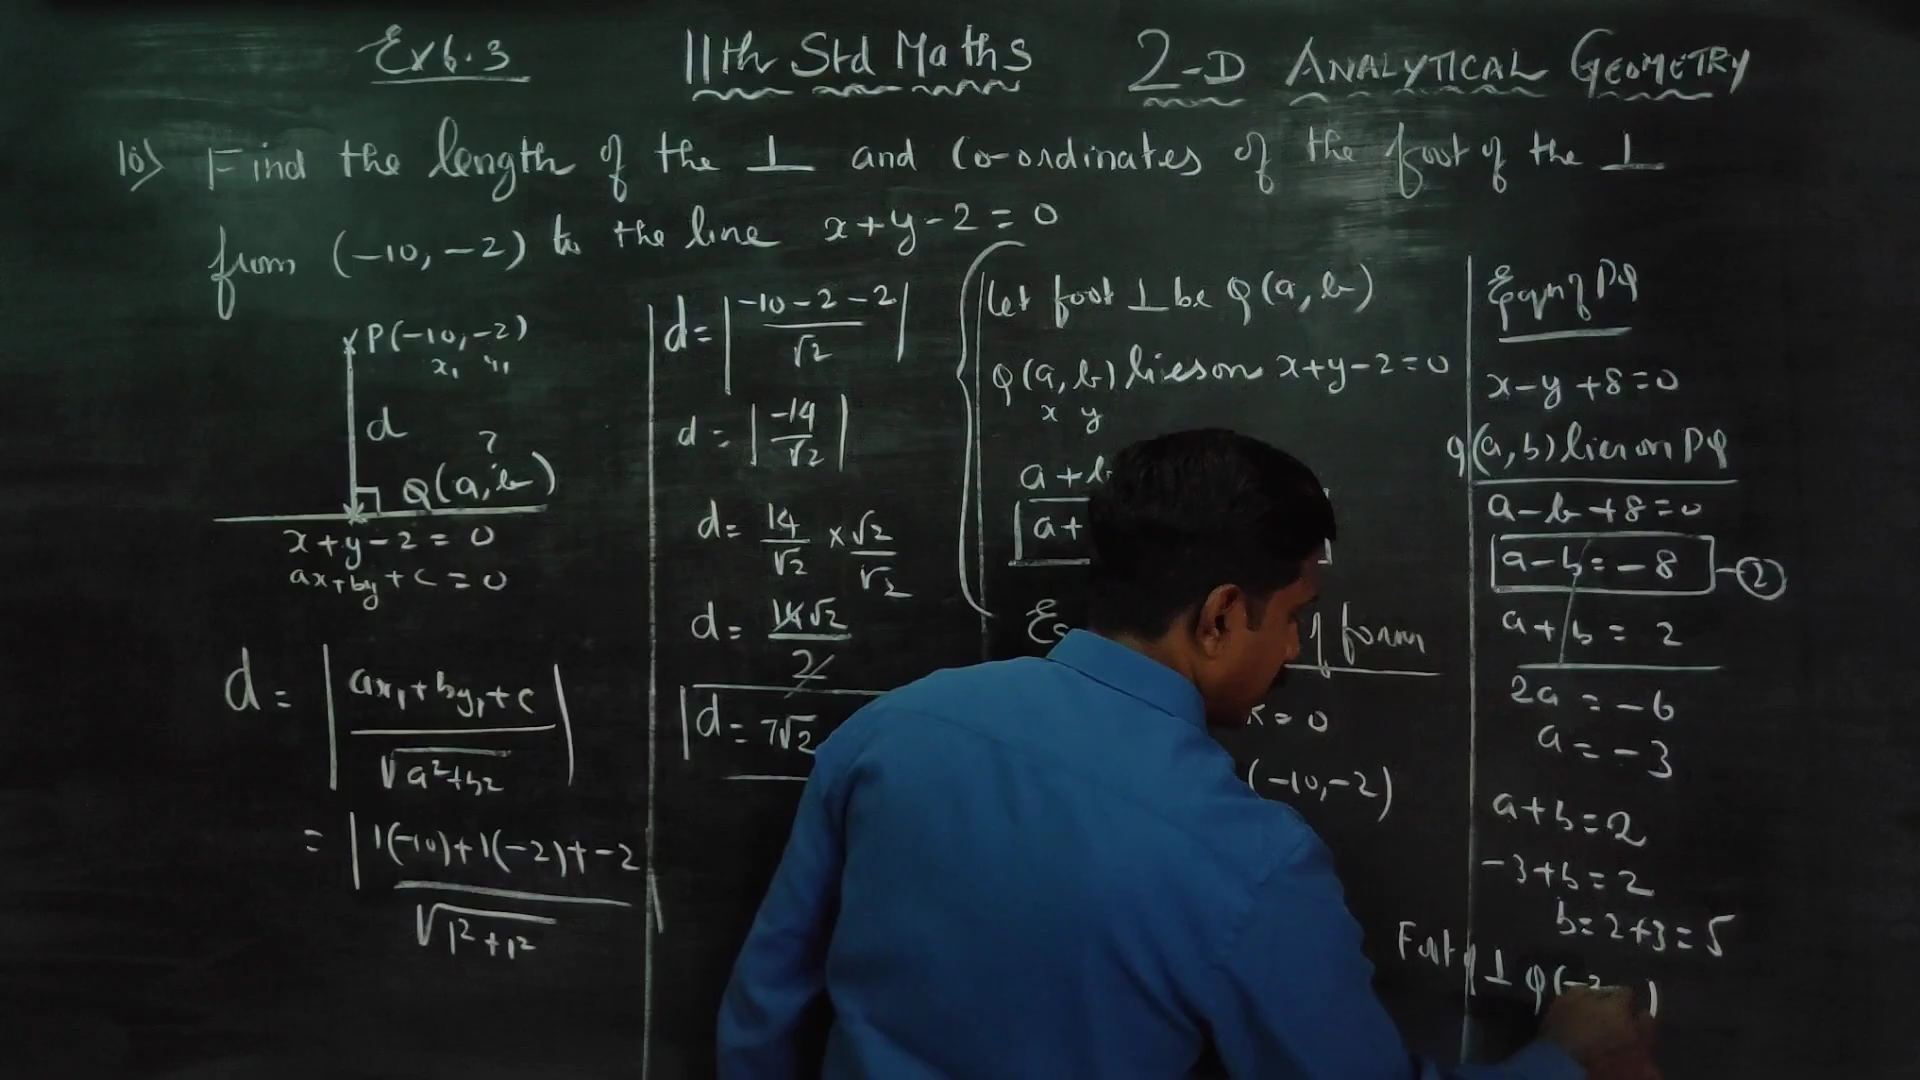 Ex 6.3 11th Std Maths 2-D ANALYTICAL GEOMETRY
10) Find the length of the ⊥ and Co-ordinates of the foot of the ⊥
from (-10, -2) to the line x+y-2=0
P(-10, -2)
x₁ y₁
d
?
Q(a, b)
x+y-2=0
ax+by+c=0
d = |ax₁+by₁+c / √a²+b²|
= |1(-10)+1(-2)+-2 / √1²+1²
d = |-10-2-2 / √2|
d = |-14 / √2|
d = 14/√2 × √2/√2
d = 14√2 / 2
d = 7√2
Let foot ⊥ be Q(a, b)
Q(a, b) lies on x+y-2=0
x y
a+b
a+
form
k=0
(-10, -2)
Eqn of PQ
x-y+8=0
Q(a, b) lies on PQ
a-b+8=0
a-b=-8 -②
a+b=2
2a=-6
a=-3
a+b=2
-3+b=2
b=2+3=5
Foot of ⊥ Q(-3 )